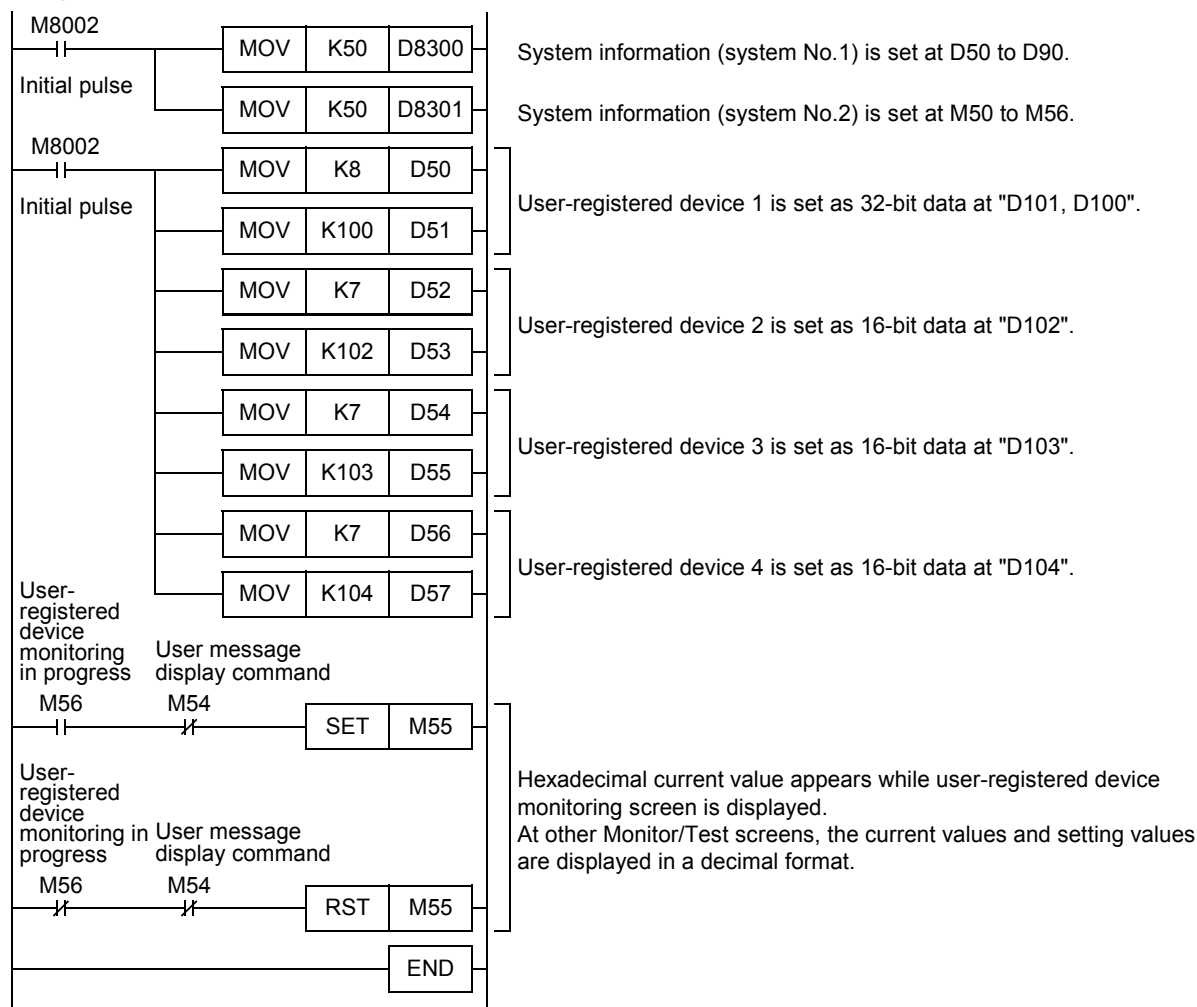 M8002
MOV K50 D8300
System information (system No.1) is set at D50 to D90.
Initial pulse
MOV K50 D8301
System information (system No.2) is set at M50 to M56.
M8002
MOV K8 D50
Initial pulse
User-registered device 1 is set as 32-bit data at "D101, D100".
MOV K100 D51
MOV K7 D52
User-registered device 2 is set as 16-bit data at "D102".
MOV K102 D53
MOV K7 D54
User-registered device 3 is set as 16-bit data at "D103".
MOV K103 D55
MOV K7 D56
User-registered device 4 is set as 16-bit data at "D104".
MOV K104 D57
User-
registered
device
monitoring
in progress
User message
display command
M56 M54
SET M55
User-
registered
device
monitoring in
progress
User message
display command
Hexadecimal current value appears while user-registered device
monitoring screen is displayed.
At other Monitor/Test screens, the current values and setting values
are displayed in a decimal format.
M56 M54
RST M55
END